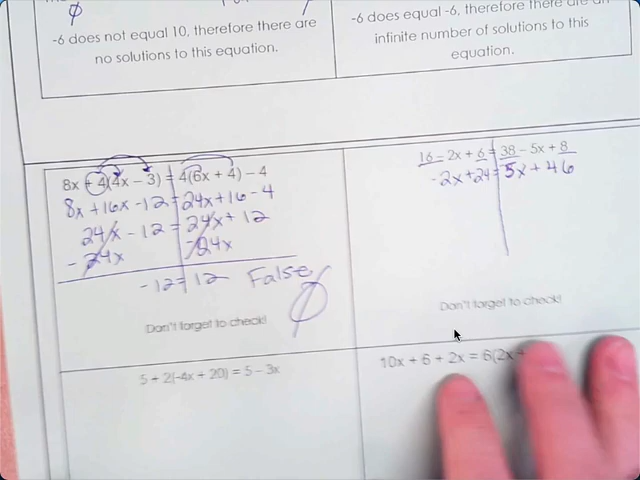 ∅
-6 does not equal 10, therefore there are
no solutions to this equation.
-6 does equal -6, therefore there are an
infinite number of solutions to this
equation.
8x + 4(4x - 3) = 4(6x + 4) - 4
8x + 16x - 12 = 24x + 16 - 4
24x - 12 = 24x + 12
- 24x -24x
-12 = 12 False
∅
Don't forget to check!
16 - 2x + 6 = 38 - 5x + 8
-2x + 24 = 5x + 46
Don't forget to check!
5 + 2(-4x + 20) = 5 - 3x
10x + 6 + 2x = 6(2x +